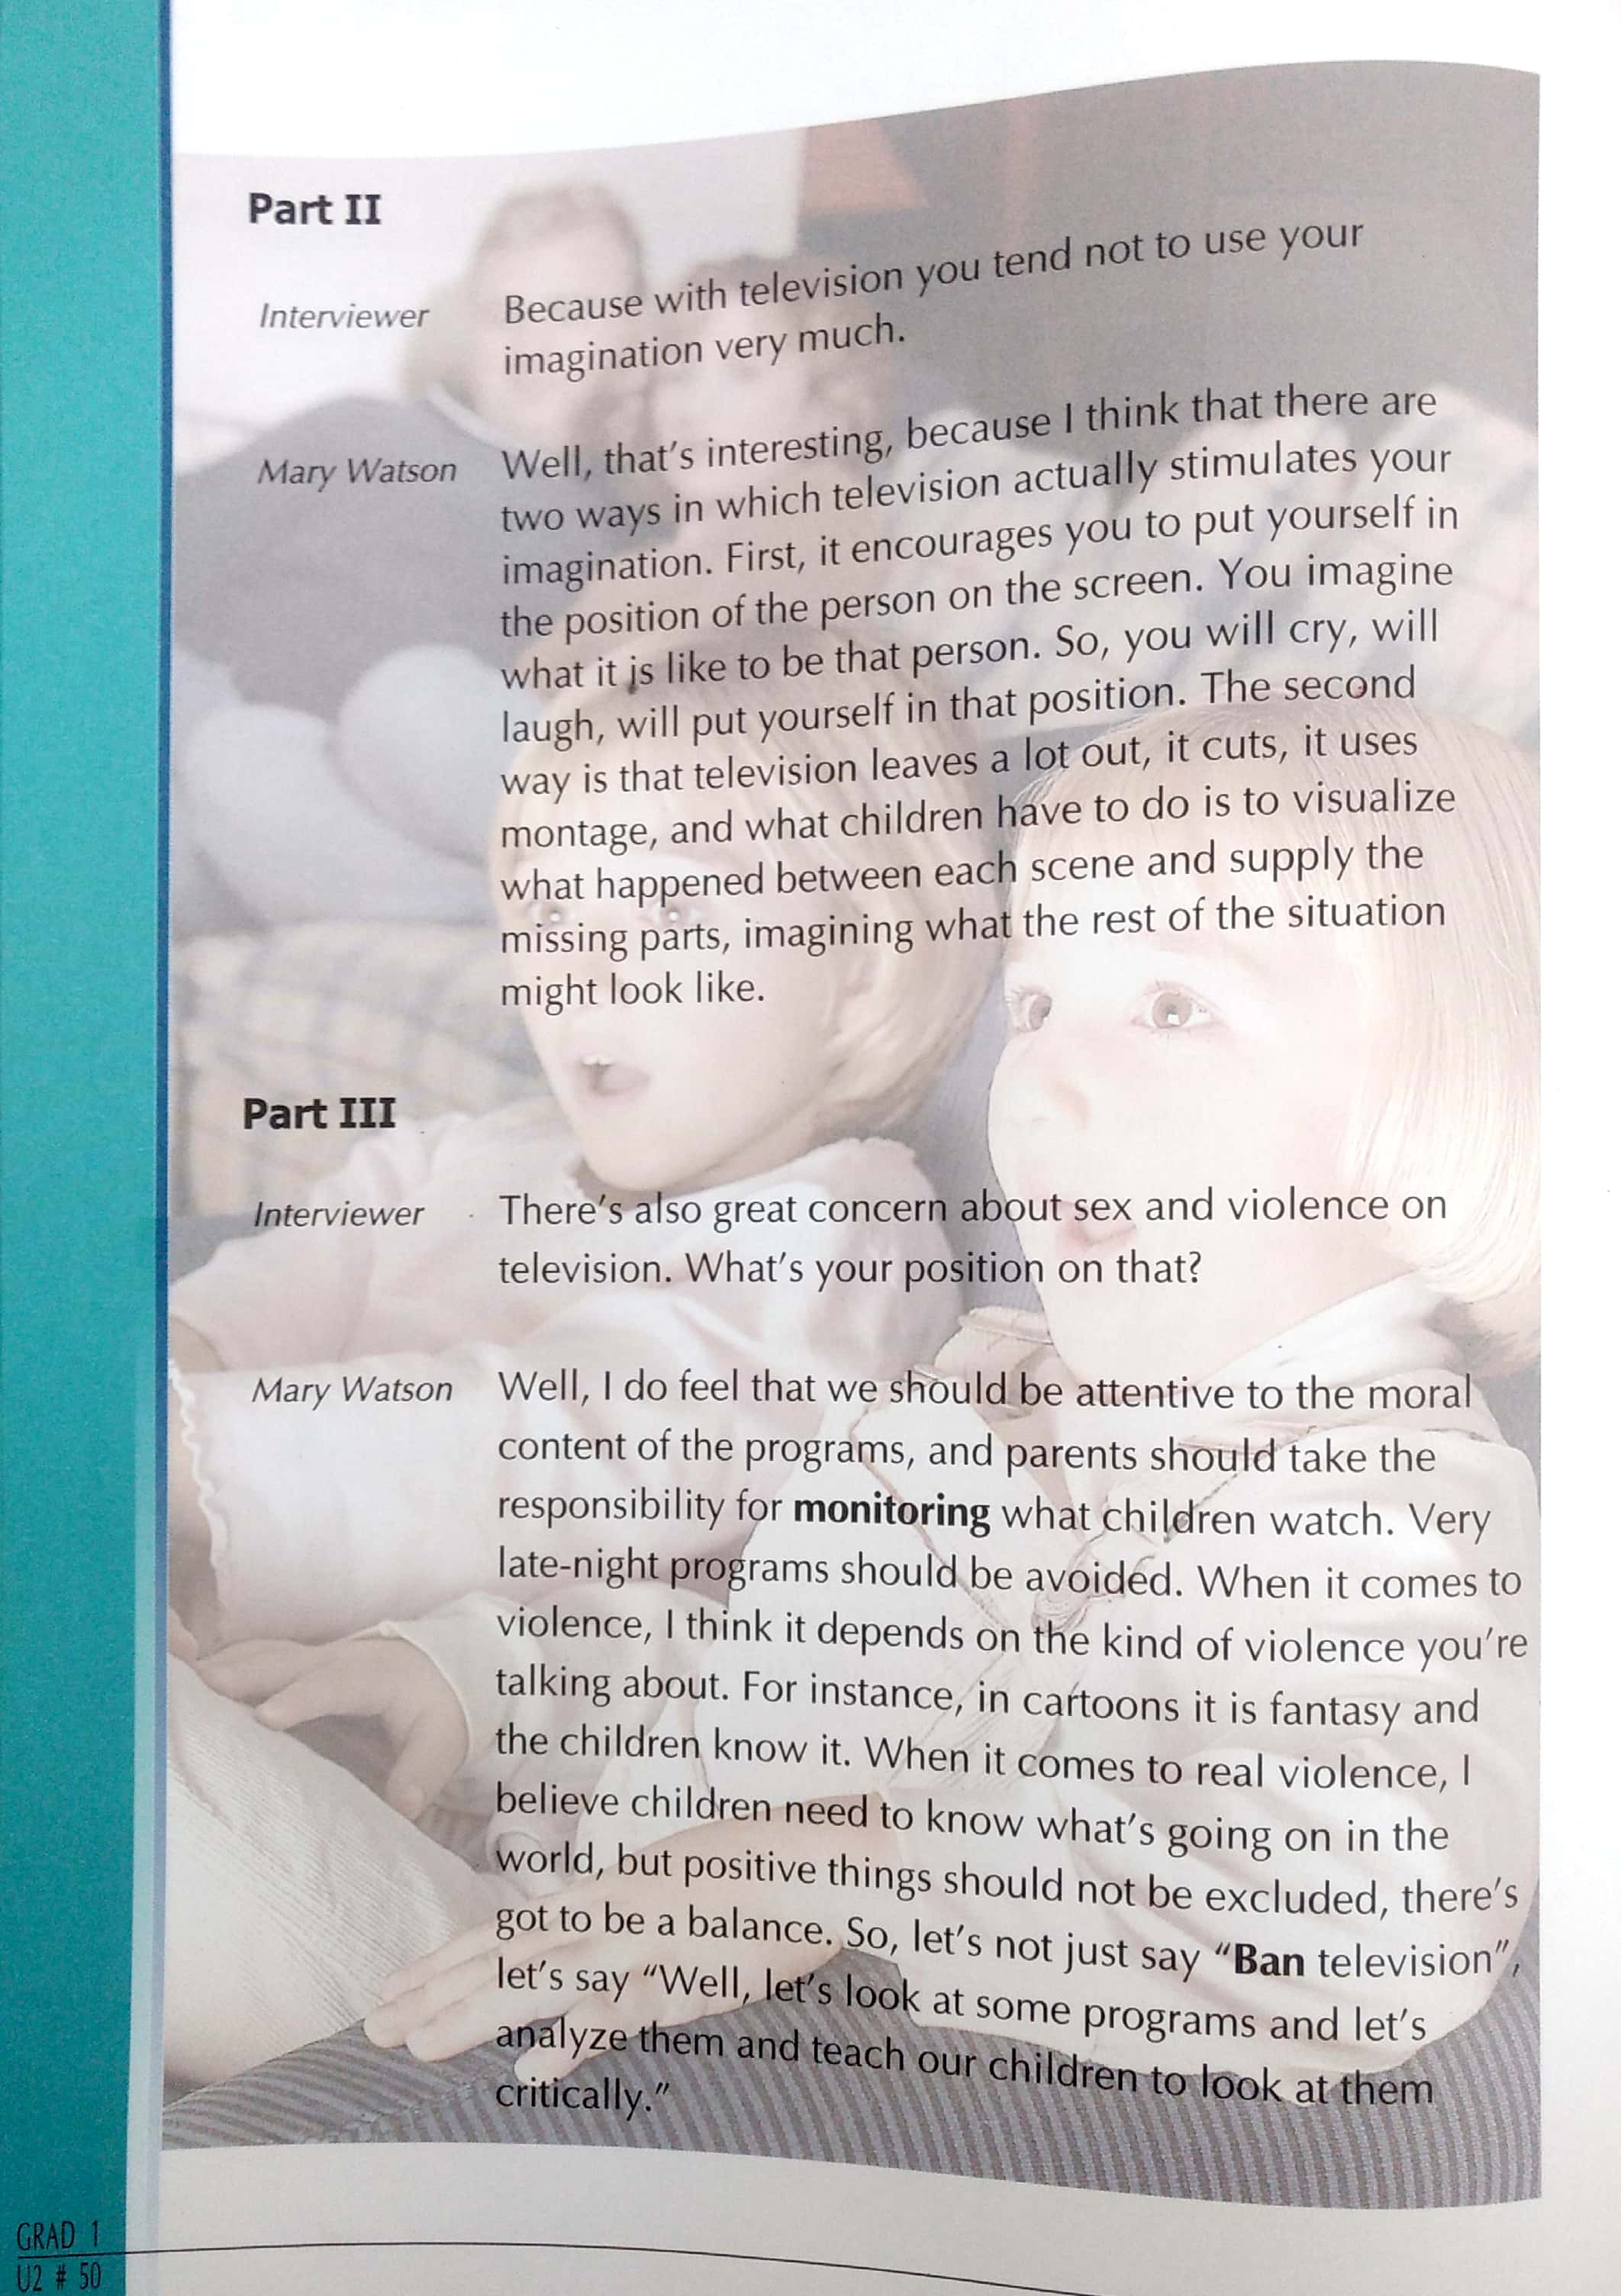 Part II
Interviewer
Because with television you tend not to use your
imagination very much.
Mary Watson
Well, that's interesting, because I think that there are
two ways in which television actually stimulates your
imagination. First, it encourages you to put yourself in
the position of the person on the screen. You imagine
what it is like to be that person. So, you will cry, will
laugh, will put yourself in that position. The second
way is that television leaves a lot out, it cuts, it uses
montage, and what children have to do is to visualize
what happened between each scene and supply the
missing parts, imagining what the rest of the situation
might look like.
Part III
Interviewer
There's also great concern about sex and violence on
television. What's your position on that?
Mary Watson
Well, I do feel that we should be attentive to the moral
content of the programs, and parents should take the
responsibility for monitoring what children watch. Very
late-night programs should be avoided. When it comes to
violence, I think it depends on the kind of violence you're
talking about. For instance, in cartoons it is fantasy and
the children know it. When it comes to real violence, I
believe children need to know what's going on in the
world, but positive things should not be excluded, there's
got to be a balance. So, let's not just say “Ban television”,
let's say “Well, let's look at some programs and let's
analyze them and teach our children to look at them
critically.”
GRAD 1
U2 # 50